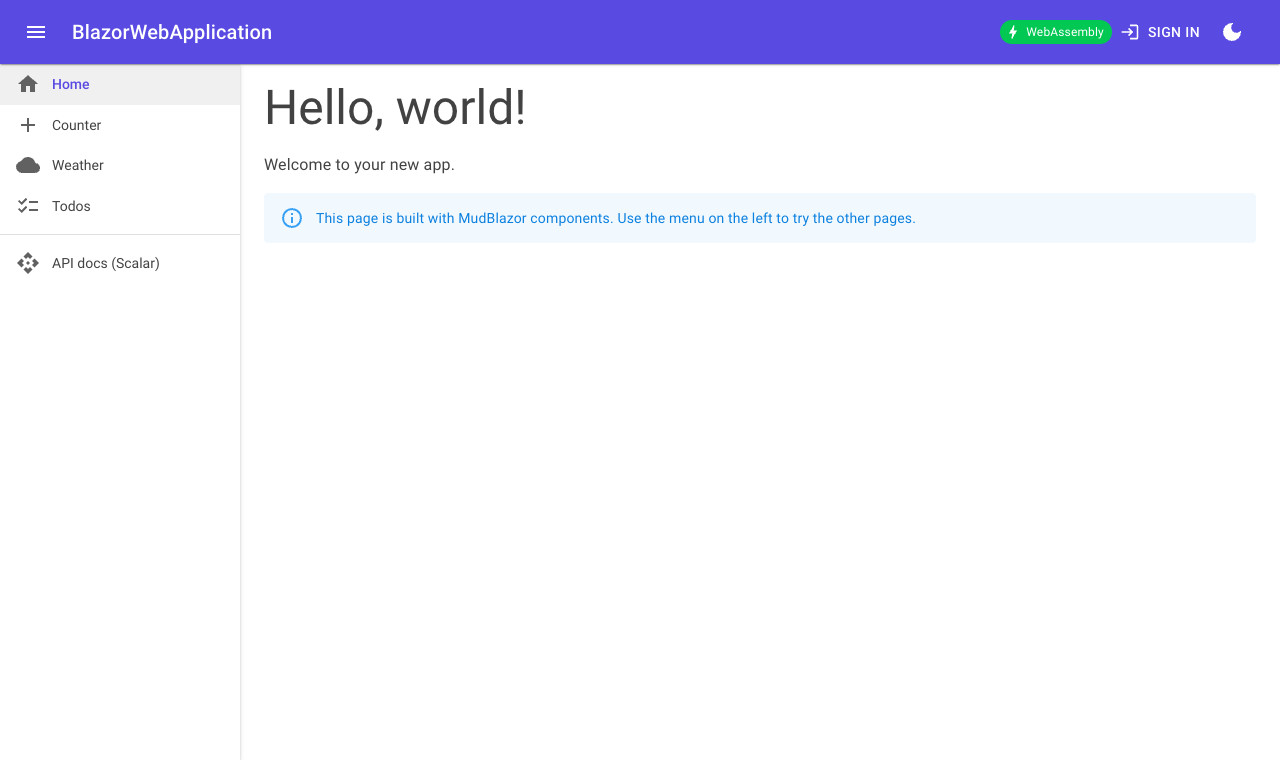 BlazorWebApplication
WebAssembly
SIGN IN
Home
Counter
Weather
Todos
API docs (Scalar)
Hello, world!
Welcome to your new app.
This page is built with MudBlazor components. Use the menu on the left to try the other pages.